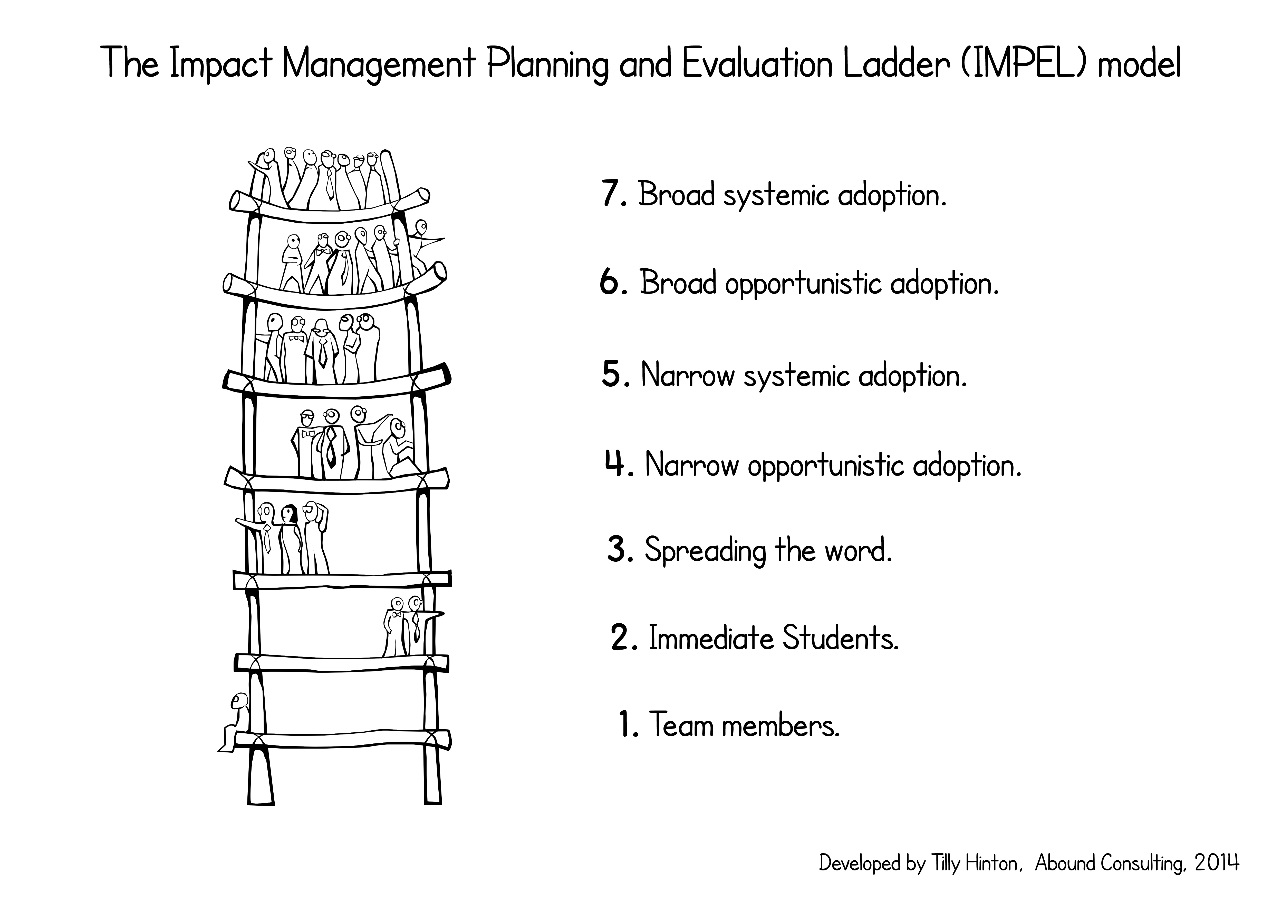 The Impact Management Planning and Evaluation Ladder (IMPEL) model
7. Broad systemic adoption.
6. Broad opportunistic adoption.
5. Narrow systemic adoption.
4. Narrow opportunistic adoption.
3. Spreading the word.
2. Immediate Students.
1. Team members.
Developed by Tilly Hinton, Abound Consulting, 2014